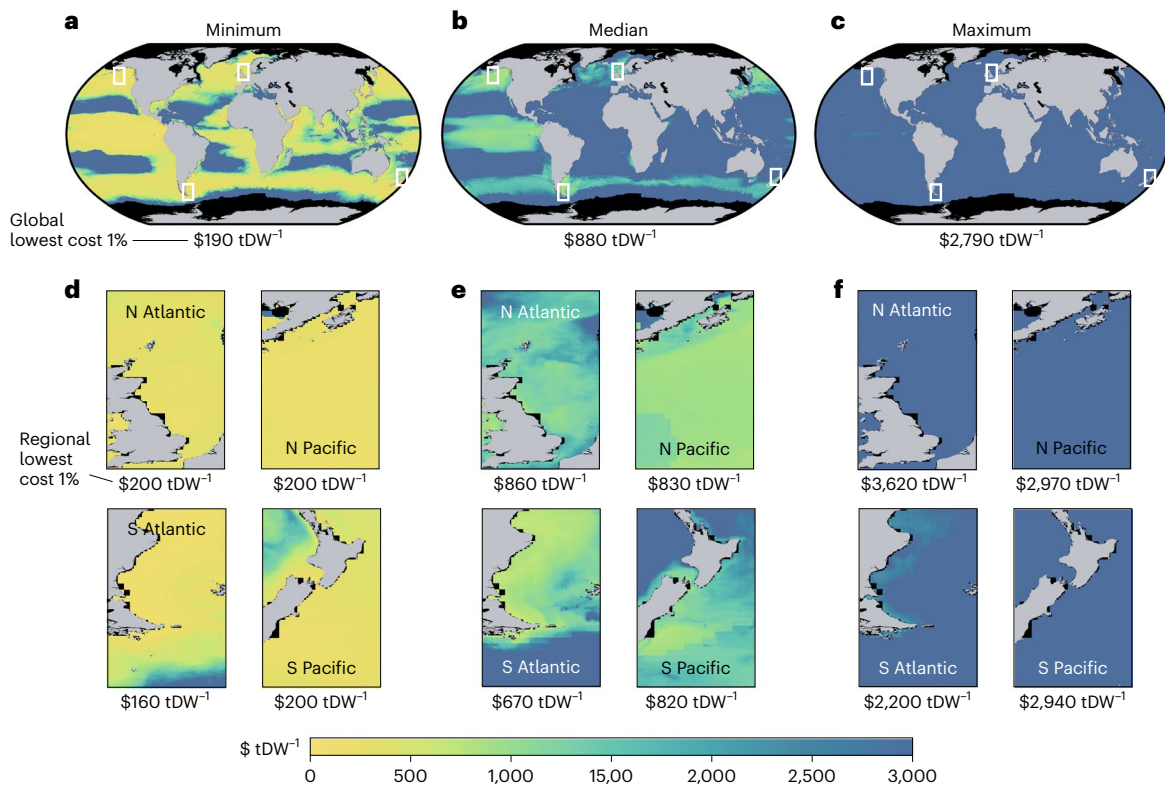 a
Minimum
b
Median
c
Maximum
Global
lowest cost 1%
$190 tDW⁻¹
$880 tDW⁻¹
$2,790 tDW⁻¹
d
N Atlantic
N Pacific
e
N Atlantic
N Pacific
f
N Atlantic
N Pacific
Regional
lowest
cost 1%
$200 tDW⁻¹
$200 tDW⁻¹
$860 tDW⁻¹
$830 tDW⁻¹
$3,620 tDW⁻¹
$2,970 tDW⁻¹
S Atlantic
S Atlantic
S Pacific
S Atlantic
S Pacific
$160 tDW⁻¹
$200 tDW⁻¹
$670 tDW⁻¹
$820 tDW⁻¹
$2,200 tDW⁻¹
$2,940 tDW⁻¹
$ tDW⁻¹
0
500
1,000
15,00
2,000
2,500
3,000